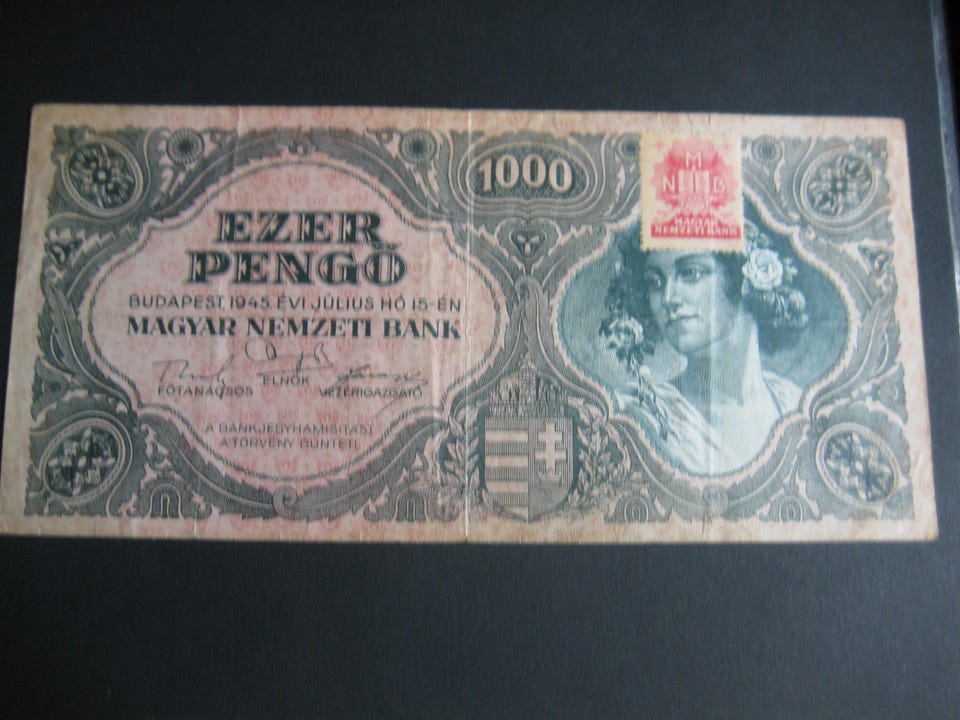 1000
EZER
PENGŐ
BUDAPEST, 1945. ÉVI JÚLIUS HÓ 15-ÉN
MAGYAR NEMZETI BANK
FŐTANÁCSOS ELNÖK VEZÉRIGAZGATÓ
A BANKJEGYHAMISÍTÁST
A TÖRVÉNY BÜNTETI
M
N B
MAGYAR
NEMZETI BANK